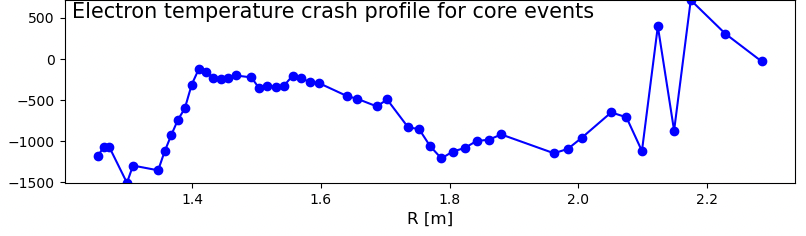 Electron temperature crash profile for core events
500
0
−500
−1000
−1500
1.4 1.6 1.8 2.0 2.2
R [m]